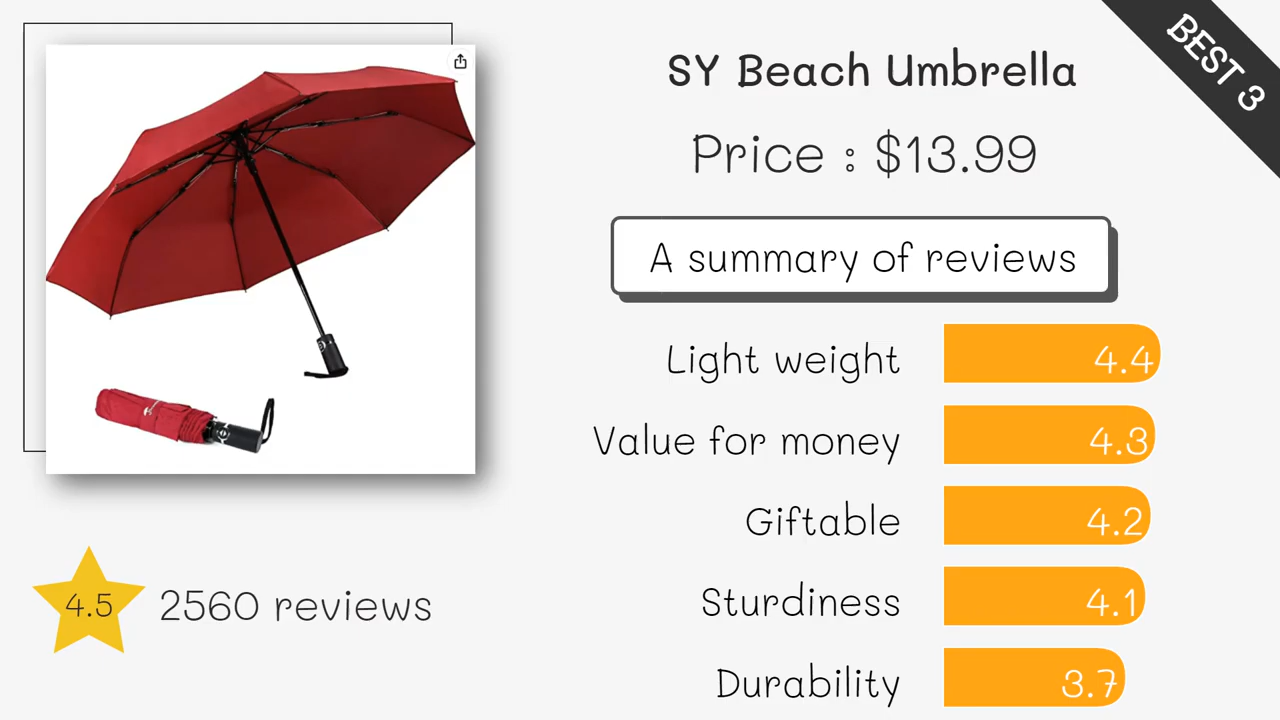 BEST 3
SY Beach Umbrella
Price : $13.99
A summary of reviews
Light weight 4.4
Value for money 4.3
Giftable 4.2
Sturdiness 4.1
Durability 3.7
4.5 2560 reviews